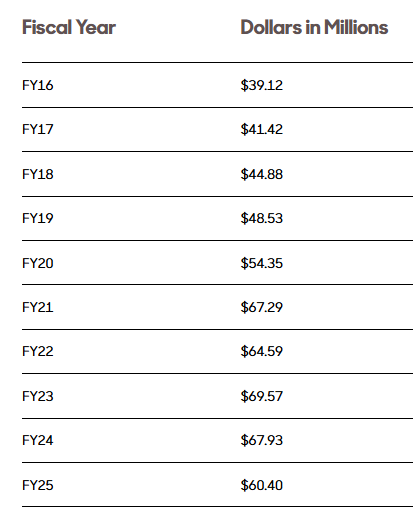 Fiscal Year Dollars in Millions
FY16 $39.12
FY17 $41.42
FY18 $44.88
FY19 $48.53
FY20 $54.35
FY21 $67.29
FY22 $64.59
FY23 $69.57
FY24 $67.93
FY25 $60.40